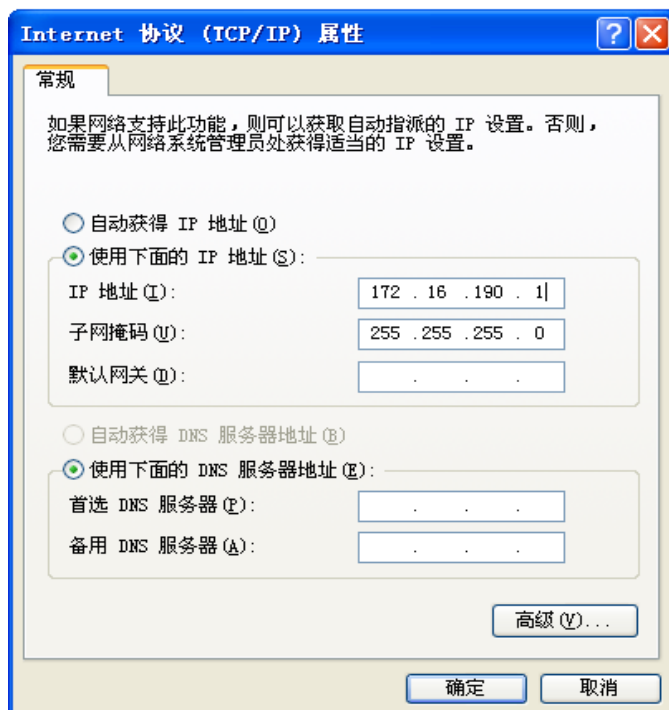 Internet 协议 (TCP/IP) 属性
常规
如果网络支持此功能，则可以获取自动指派的 IP 设置。否则，
您需要从网络系统管理员处获得适当的 IP 设置。
自动获得 IP 地址(O)
使用下面的 IP 地址(S):
IP 地址(I): 172 . 16 .190 . 1
子网掩码(U): 255 .255 .255 . 0
默认网关(D): . . .
自动获得 DNS 服务器地址(B)
使用下面的 DNS 服务器地址(E):
首选 DNS 服务器(P): . . .
备用 DNS 服务器(A): . . .
高级(V)...
确定 取消